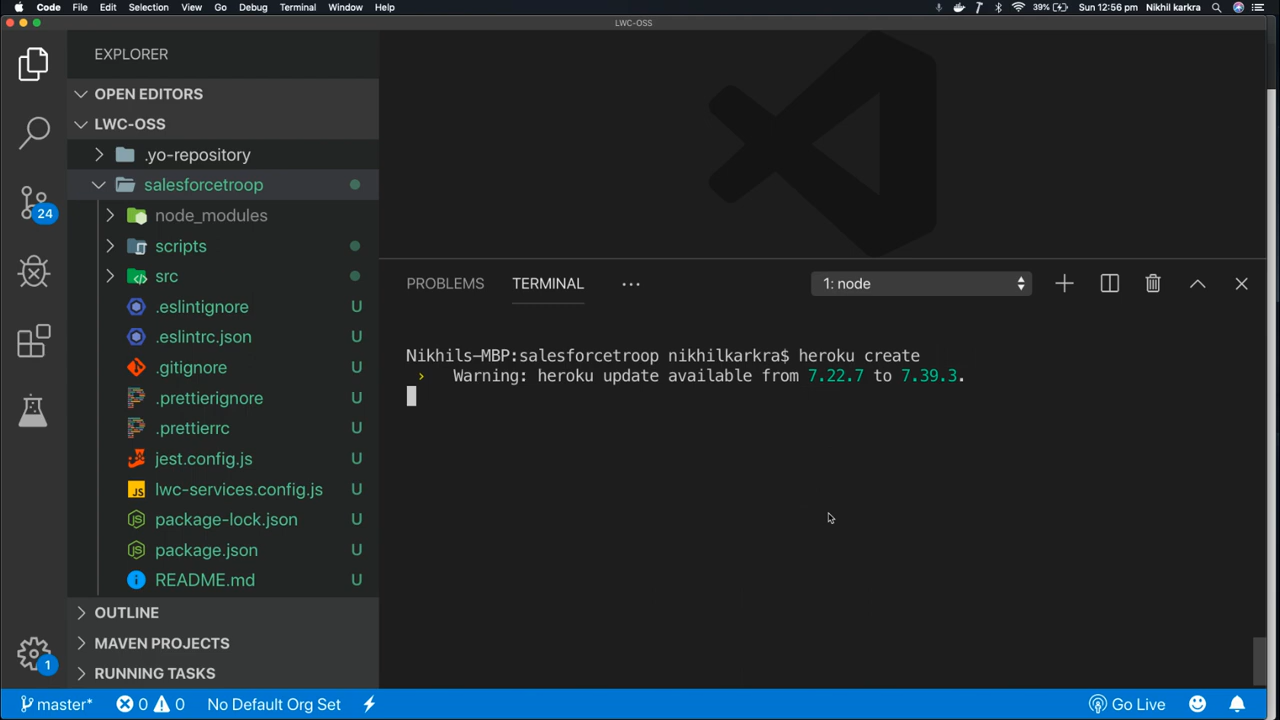 Code File Edit Selection View Go Debug Terminal Window Help 39% Sun 12:56 pm Nikhil karkra
LWC-OSS
EXPLORER
OPEN EDITORS
LWC-OSS
.yo-repository
salesforcetroop
node_modules
scripts
src
.eslintignore U
.eslintrc.json U
.gitignore U
.prettierignore U
.prettierrc U
jest.config.js U
JS lwc-services.config.js U
package-lock.json U
package.json U
README.md U
OUTLINE
MAVEN PROJECTS
RUNNING TASKS
24
1
PROBLEMS TERMINAL ··· 1: node
Nikhils-MBP:salesforcetroop nikhilkarkra$ heroku create
› Warning: heroku update available from 7.22.7 to 7.39.3.
master* 0 0 No Default Org Set Go Live